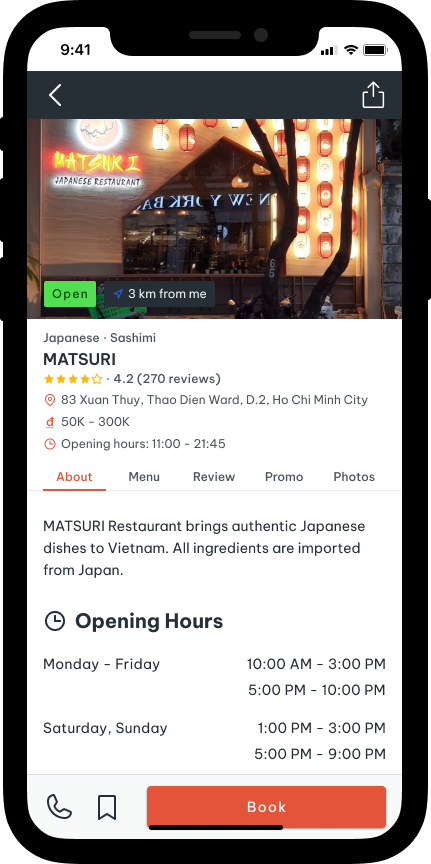 9:41
MATSURI
JAPANESE RESTAURANT
NEW YORK BA
Open
3 km from me
Japanese · Sashimi
MATSURI
· 4.2 (270 reviews)
83 Xuan Thuy, Thao Dien Ward, D.2, Ho Chi Minh City
đ 50K - 300K
Opening hours: 11:00 - 21:45
About Menu Review Promo Photos
MATSURI Restaurant brings authentic Japanese
dishes to Vietnam. All ingredients are imported
from Japan.
Opening Hours
Monday - Friday 10:00 AM - 3:00 PM
5:00 PM - 10:00 PM
Saturday, Sunday 1:00 PM - 3:00 PM
5:00 PM - 9:00 PM
Book